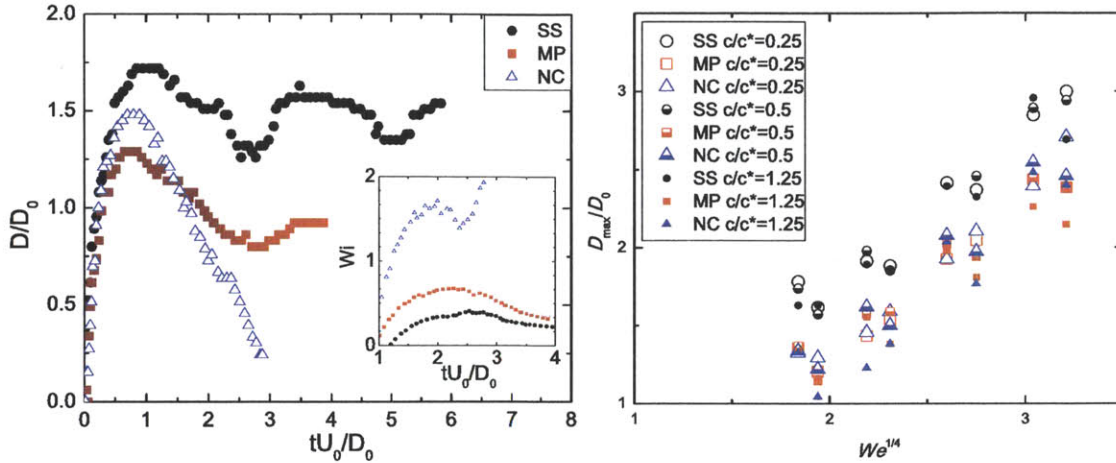 2.0
1.5
1.0
0.5
0.0
D/D₀
0 1 2 3 4 5 6 7 8
tU₀/D₀
SS
MP
NC
2
1
0
Wi
1 2 3 4
tU₀/D₀
3
2
1
Dₘₐₓ/D₀
1 2 3
We¹ᐟ⁴
SS c/c*=0.25
MP c/c*=0.25
NC c/c*=0.25
SS c/c*=0.5
MP c/c*=0.5
NC c/c*=0.5
SS c/c*=1.25
MP c/c*=1.25
NC c/c*=1.25